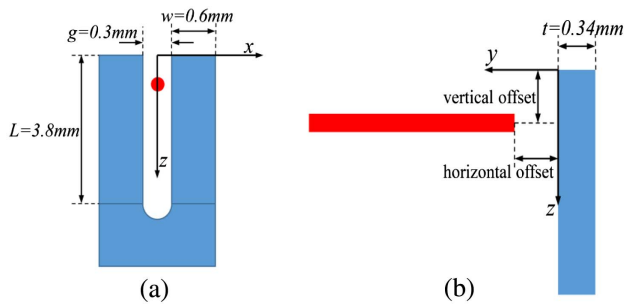 g=0.3mm
w=0.6mm
x
L=3.8mm
z
(a)
t=0.34mm
y
vertical offset
horizontal offset
z
(b)